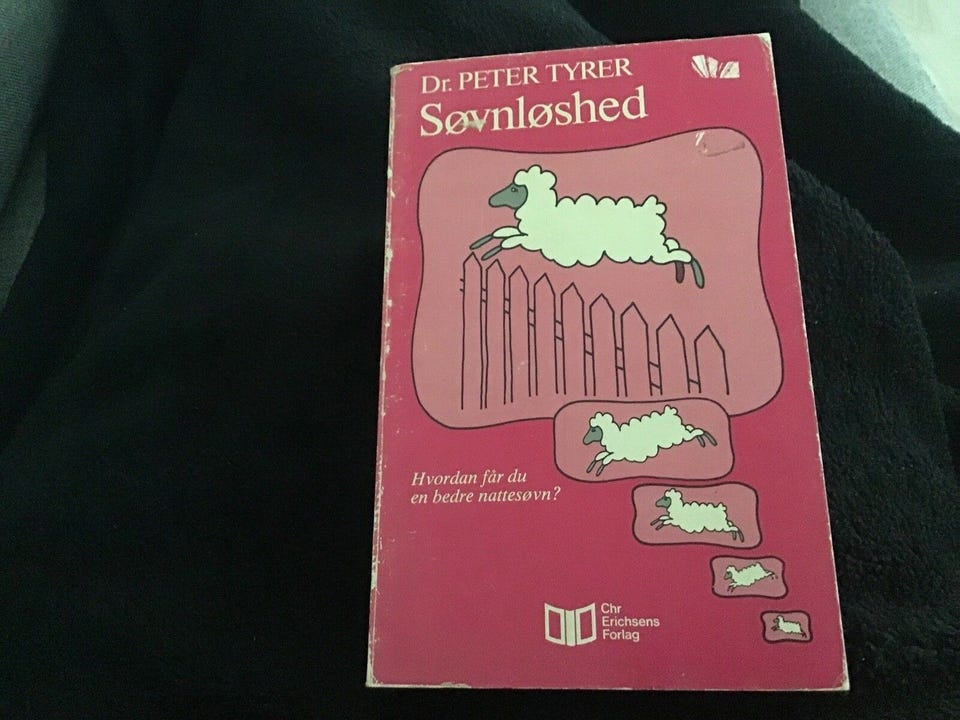 Dr. PETER TYRER
Søvnløshed
Hvordan får du
en bedre nattesøvn?
Chr
Erichsens
Forlag